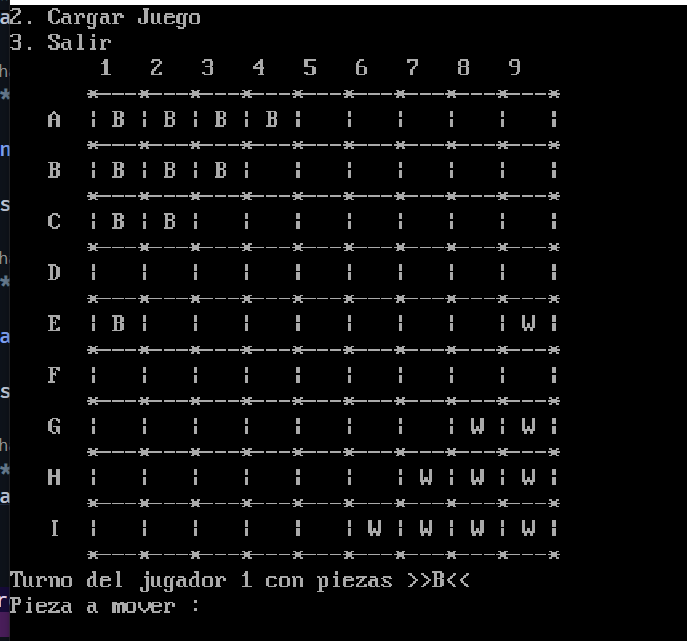 2. Cargar Juego
3. Salir
1 2 3 4 5 6 7 8 9
*---*---*---*---*---*---*---*---*---*
A | B | B | B | B | | | | | |
*---*---*---*---*---*---*---*---*---*
B | B | B | B | | | | | | |
*---*---*---*---*---*---*---*---*---*
C | B | B | | | | | | | |
*---*---*---*---*---*---*---*---*---*
D | | | | | | | | | |
*---*---*---*---*---*---*---*---*---*
E | B | | | | | | | | W |
*---*---*---*---*---*---*---*---*---*
F | | | | | | | | | |
*---*---*---*---*---*---*---*---*---*
G | | | | | | | | W | W |
*---*---*---*---*---*---*---*---*---*
H | | | | | | | W | W | W |
*---*---*---*---*---*---*---*---*---*
I | | | | | | W | W | W | W |
*---*---*---*---*---*---*---*---*---*
Turno del jugador 1 con piezas >>B<<
Pieza a mover :